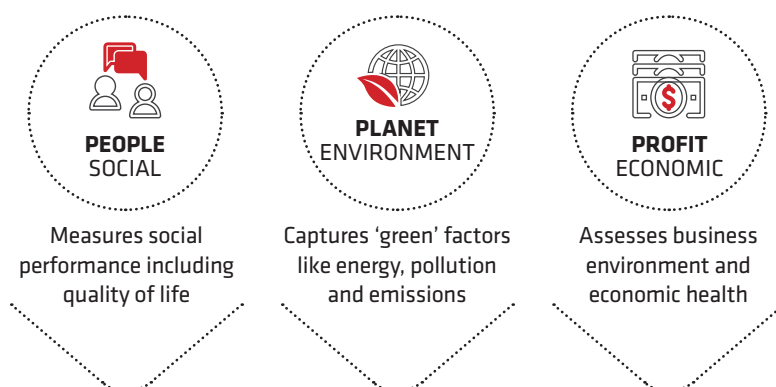 PEOPLE
SOCIAL
Measures social
performance including
quality of life
PLANET
ENVIRONMENT
Captures ‘green’ factors
like energy, pollution
and emissions
$
PROFIT
ECONOMIC
Assesses business
environment and
economic health